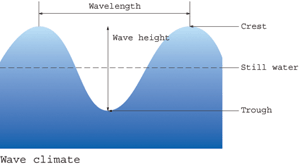 Wavelength
Crest
Wave height
Still water
Trough
Wave climate